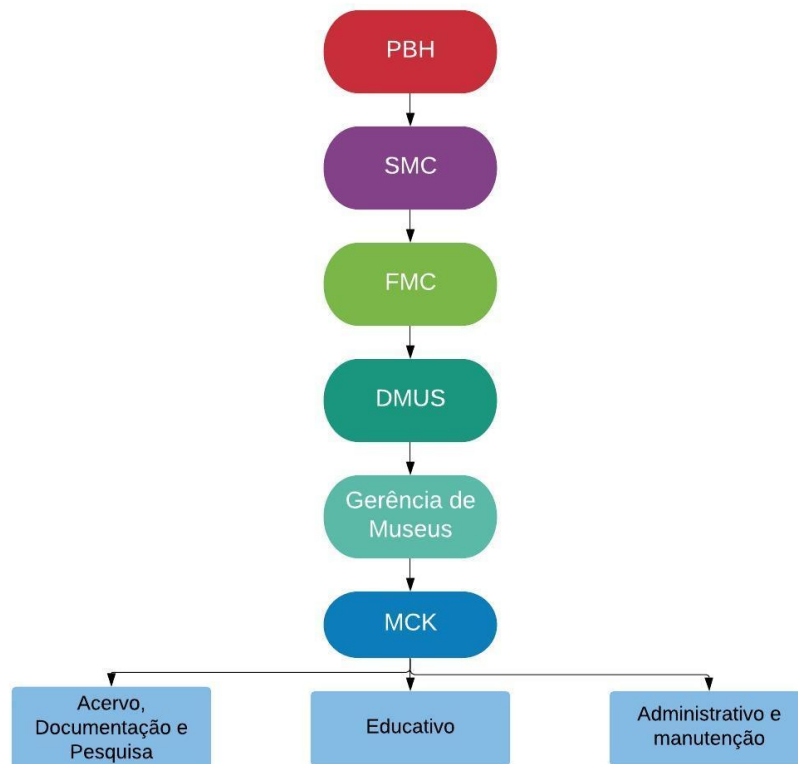 PBH
SMC
FMC
DMUS
Gerência de
Museus
MCK
Acervo,
Documentação e
Pesquisa
Educativo
Administrativo e
manutenção